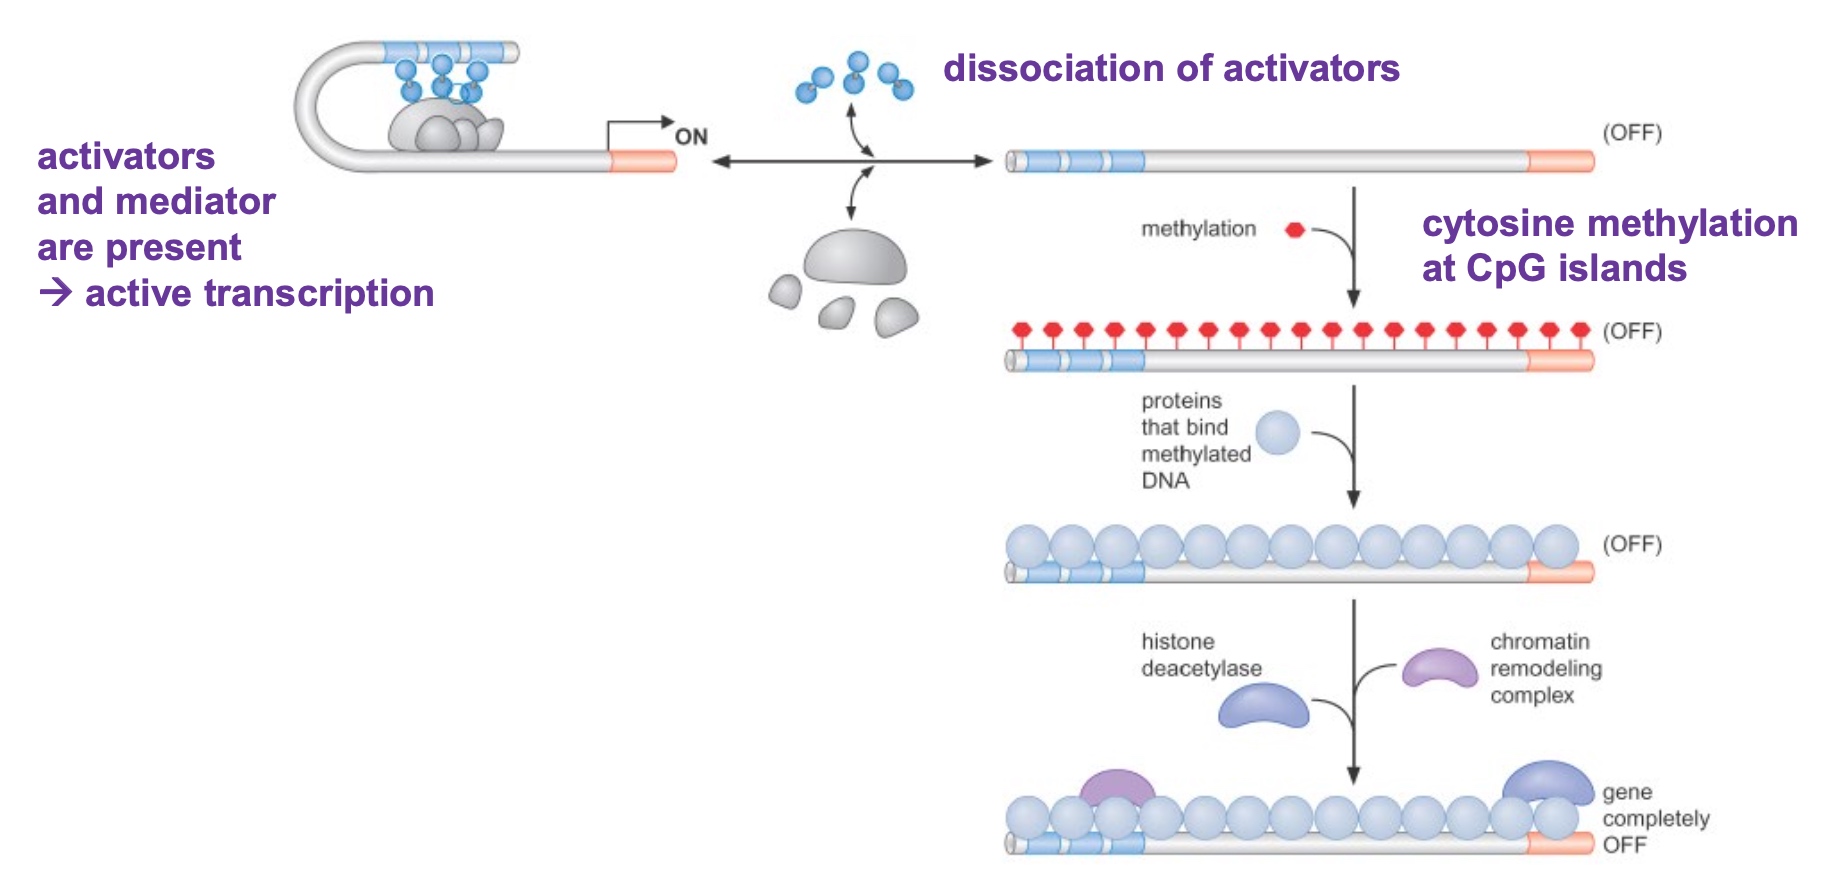 dissociation of activators
ON
(OFF)
activators
and mediator
are present
→ active transcription
methylation
cytosine methylation
at CpG islands
(OFF)
proteins
that bind
methylated
DNA
(OFF)
histone
deacetylase
chromatin
remodeling
complex
gene
completely
OFF